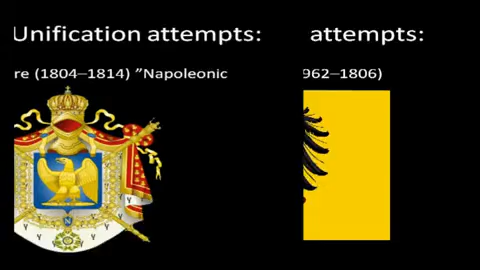 Unification attempts:
attempts:
re (1804–1814) ”Napoleonic
962–1806)